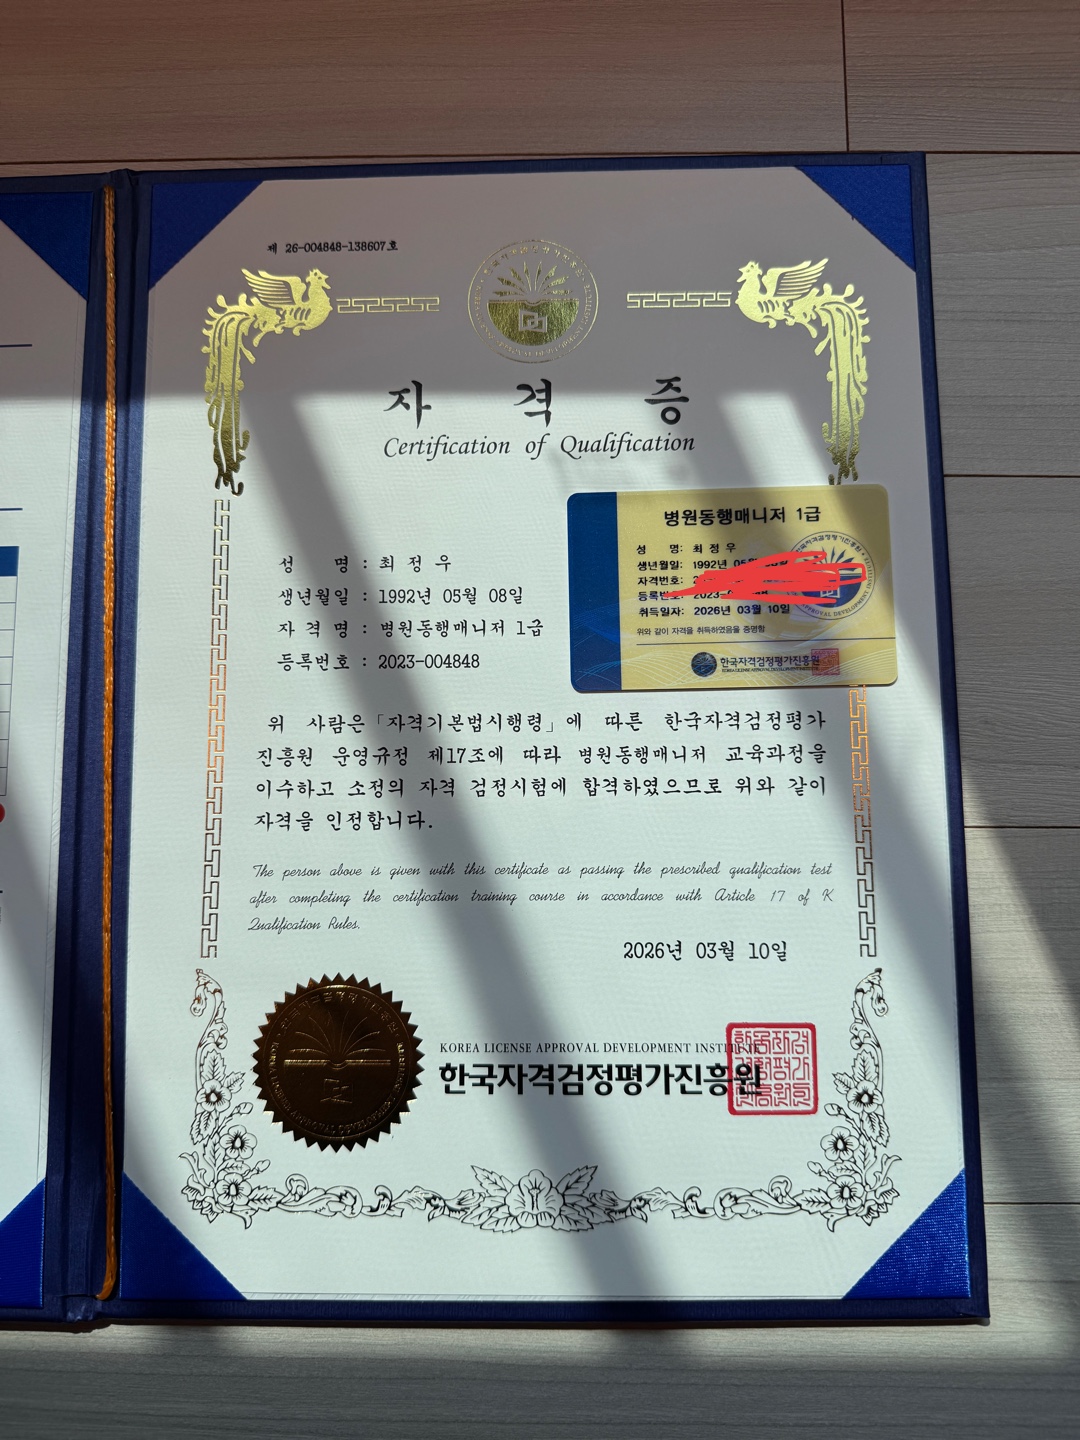 제 26-004848-138607호
자 격 증
Certification of Qualification
성 명 : 최 정 우
생년월일 : 1992년 05월 08일
자 격 명 : 병원동행매니저 1급
등록번호 : 2023-004848
병원동행매니저 1급
성 명: 최 정 우
생년월일: 1992년
자격번호:
2023-
취득일자: 2026년 03월 10일
위와 같이 자격을 취득하였음을 증명함
한국자격검정평가진흥원
위 사람은「자격기본법시행령」에 따른 한국자격검정평가
진흥원 운영규정 제17조에 따라 병원동행매니저 교육과정을
이수하고 소정의 자격 검정시험에 합격하였으므로 위와 같이
자격을 인정합니다.
The person above is given with this certificate as passing the prescribed qualification test
after completing the certification training course in accordance with Article 17 of K
Qualification Rules.
2026년 03월 10일
KOREA LICENSE APPROVAL DEVELOPMENT INSTITUTE
한국자격검정평가진흥원